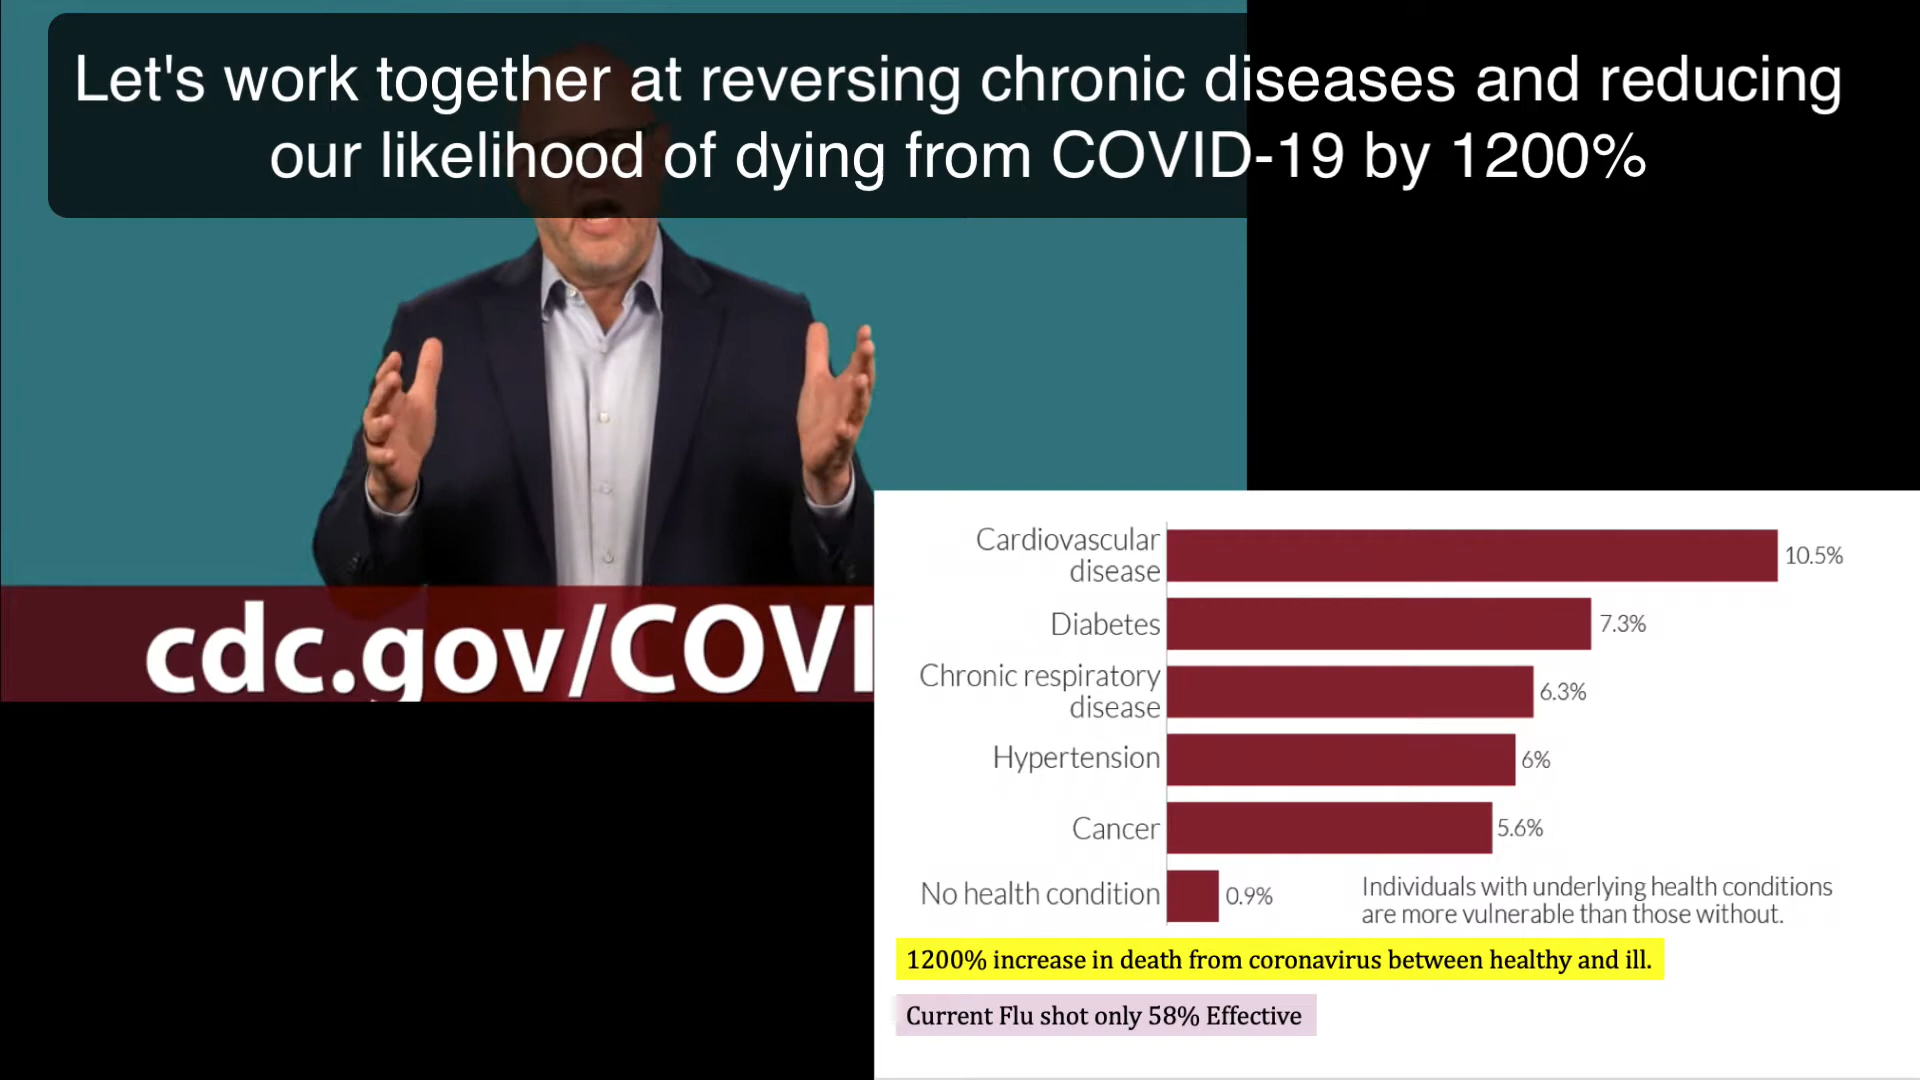 Let's work together at reversing chronic diseases and reducing
our likelihood of dying from COVID-19 by 1200%
cdc.gov/COVI
Cardiovascular
disease
10.5%
Diabetes
7.3%
Chronic respiratory
disease
6.3%
Hypertension
6%
Cancer
5.6%
No health condition
0.9%
Individuals with underlying health conditions
are more vulnerable than those without.
1200% increase in death from coronavirus between healthy and ill.
Current Flu shot only 58% Effective